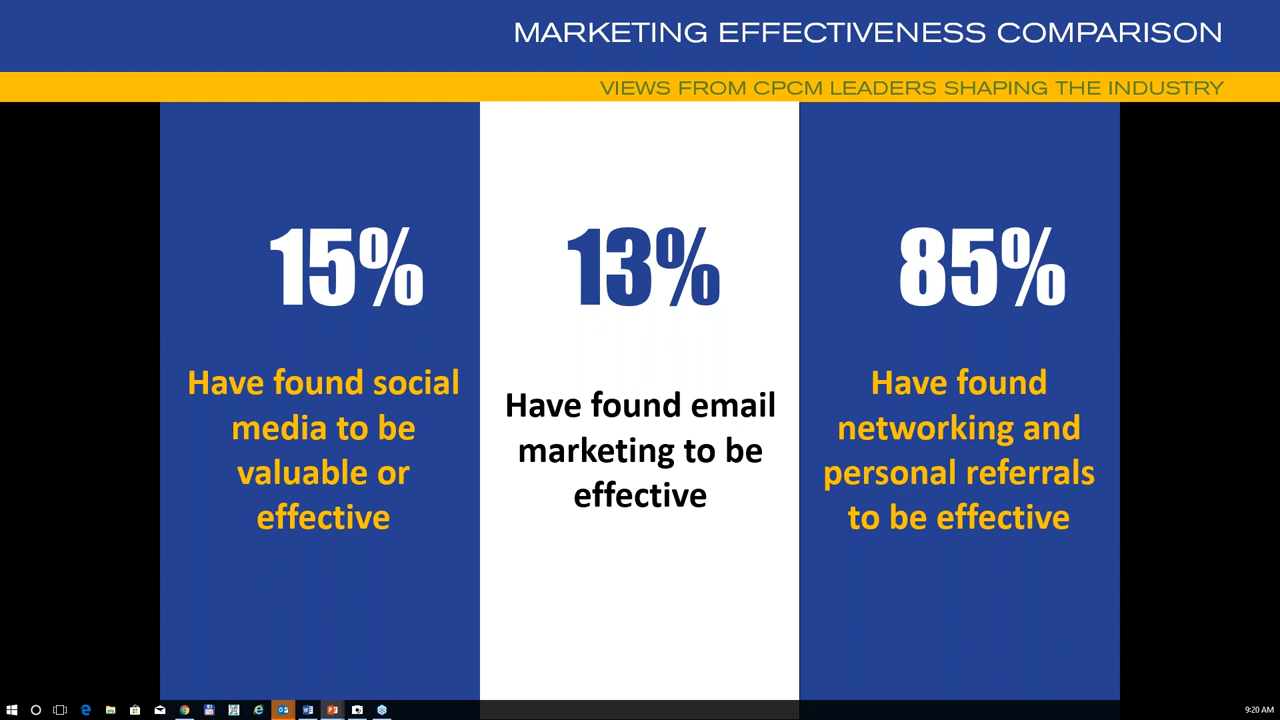 MARKETING EFFECTIVENESS COMPARISON
VIEWS FROM CPCM LEADERS SHAPING THE INDUSTRY
15%
Have found social
media to be
valuable or
effective
13%
Have found email
marketing to be
effective
85%
Have found
networking and
personal referrals
to be effective
9:20 AM